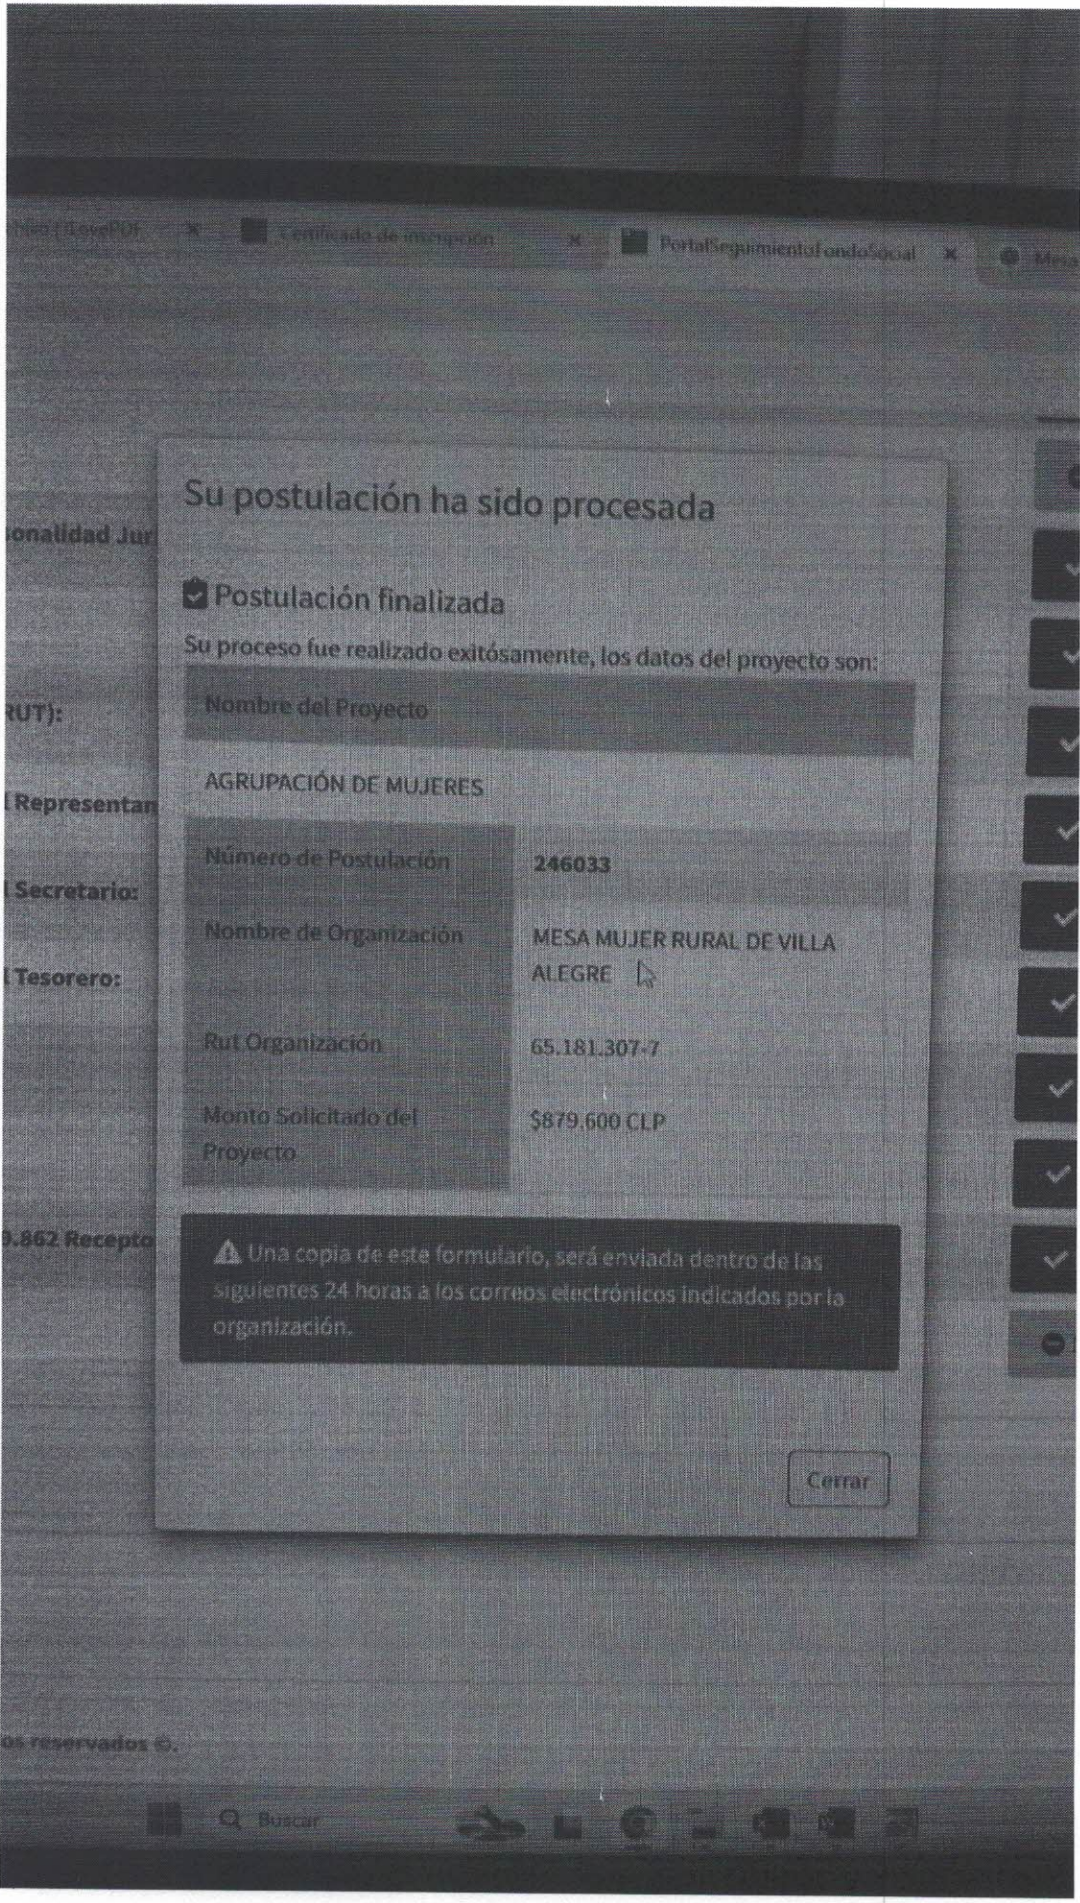 iLovePDF
Certificado de inscripción
PortalSeguimientoFondoSocial
Mesa
Su postulación ha sido procesada
onalidad Jur
Postulación finalizada
Su proceso fue realizado exitósamente, los datos del proyecto son:
Nombre del Proyecto
RUT):
AGRUPACIÓN DE MUJERES
l Representan
Número de Postulación 246033
l Secretario:
Nombre de Organización MESA MUJER RURAL DE VILLA
ALEGRE
l Tesorero:
Rut Organización 65.181.307-7
Monto Solicitado del $879.600 CLP
Proyecto
9.862 Recepto
Una copia de este formulario, será enviada dentro de las
siguientes 24 horas a los correos electrónicos indicados por la
organización.
Cerrar
os reservados ©.
Buscar